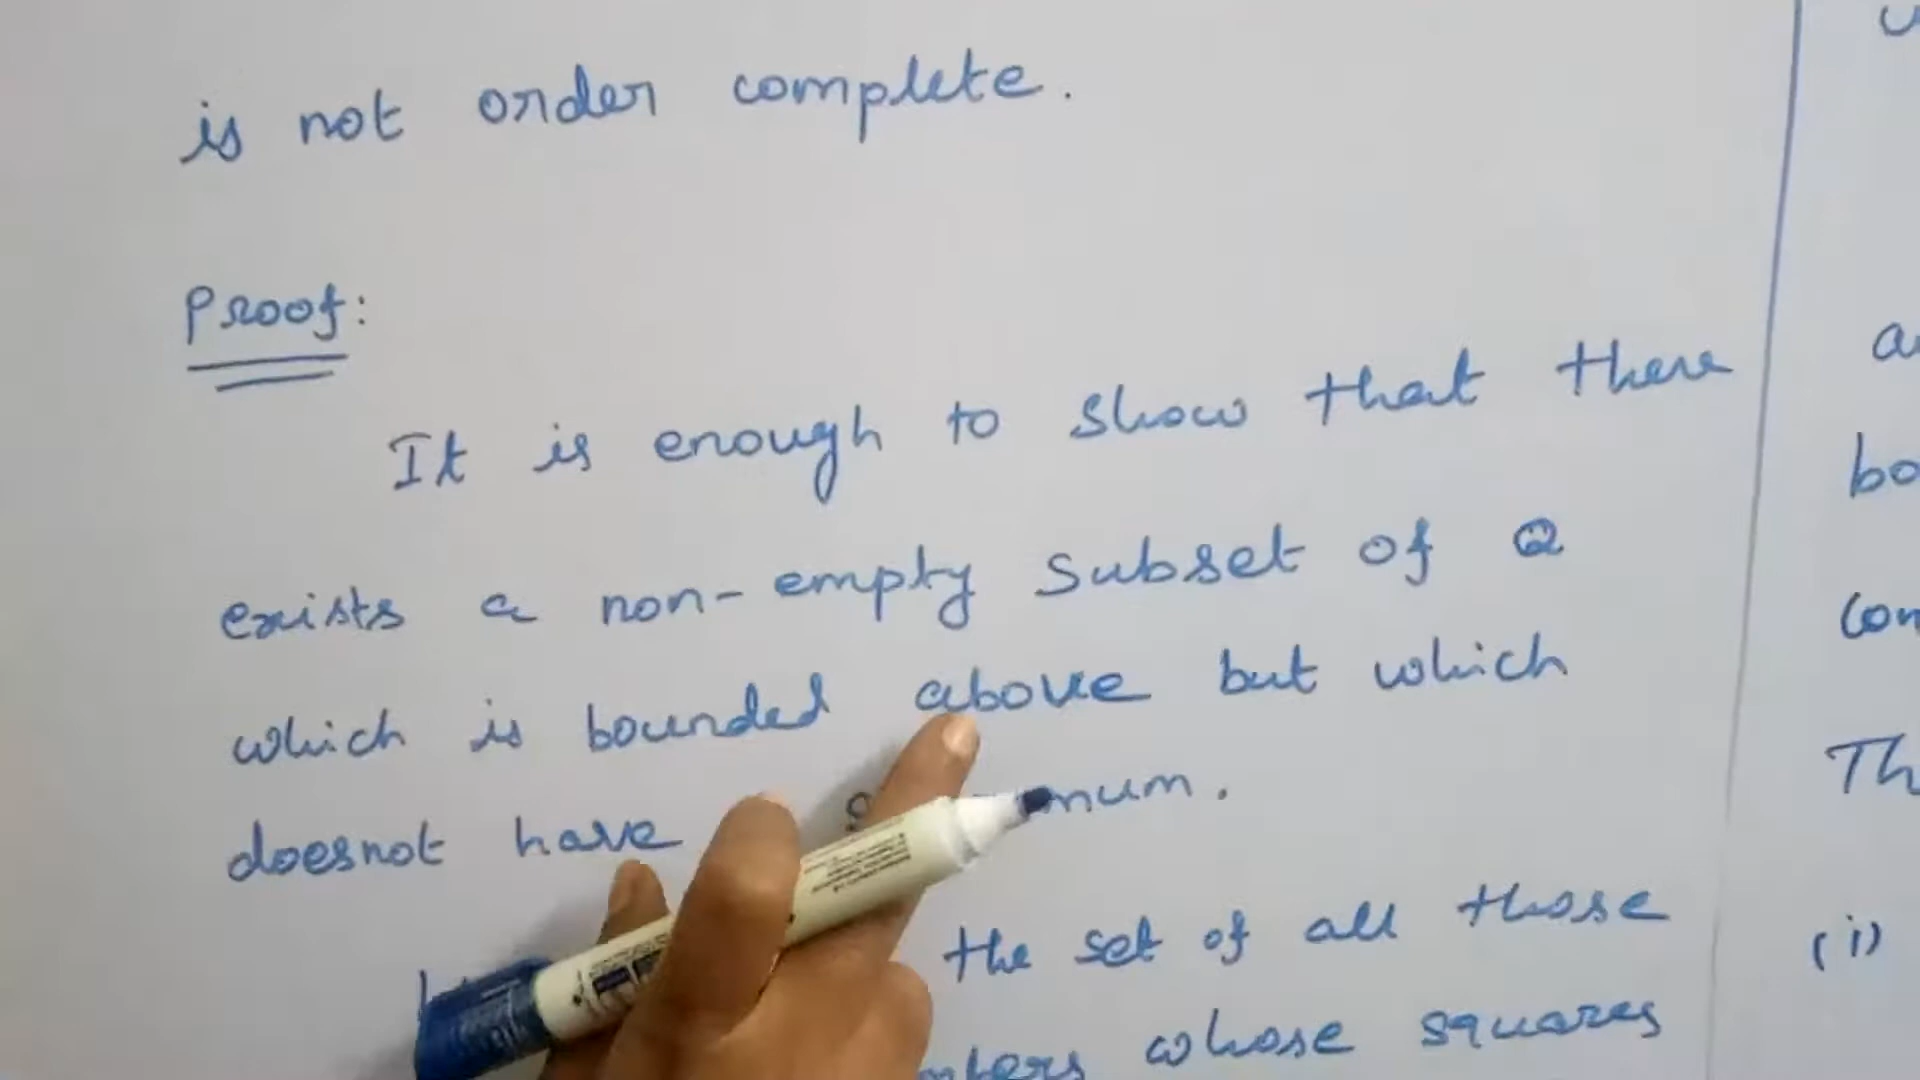 is not order complete.
Proof:
It is enough to show that there
exists a non-empty subset of Q
which is bounded above but which
doesnot have
the set of all those
whose squares
(i)